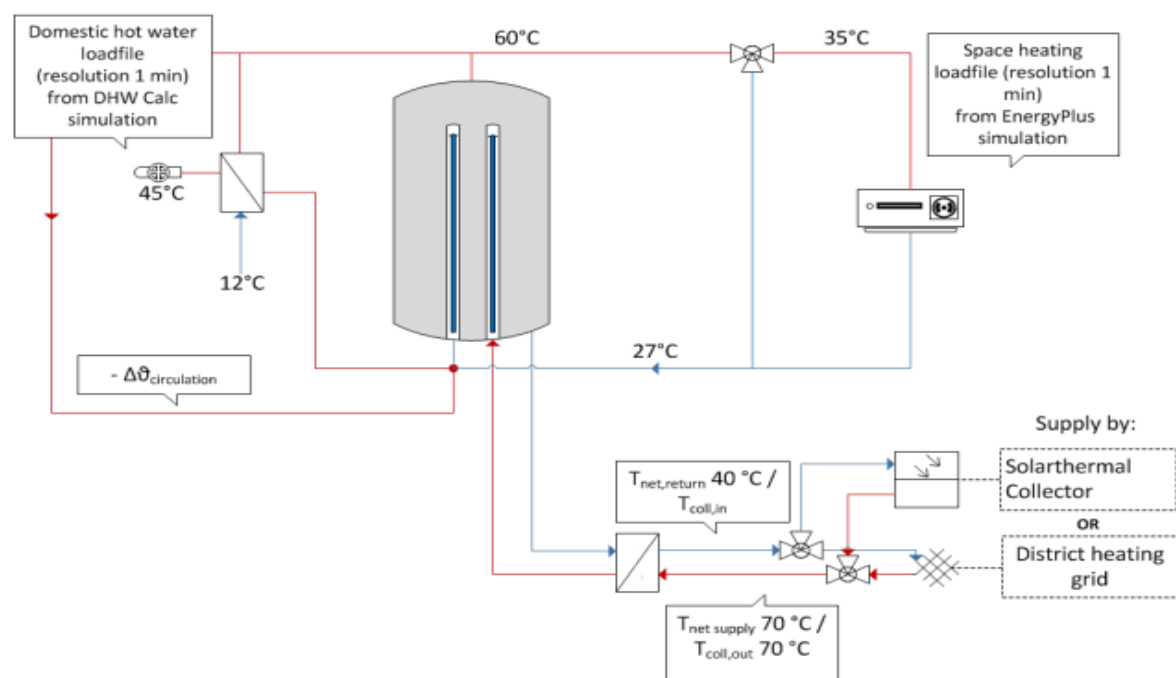 Domestic hot water
loadfile
(resolution 1 min)
from DHW Calc
simulation
60°C
35°C
Space heating
loadfile (resolution 1
min)
from EnergyPlus
simulation
45°C
12°C
27°C
- Δϑcirculation
Supply by:
Tnet,return 40 °C /
Tcoll,in
Solarthermal
Collector
OR
District heating
grid
Tnet supply 70 °C /
Tcoll,out 70 °C